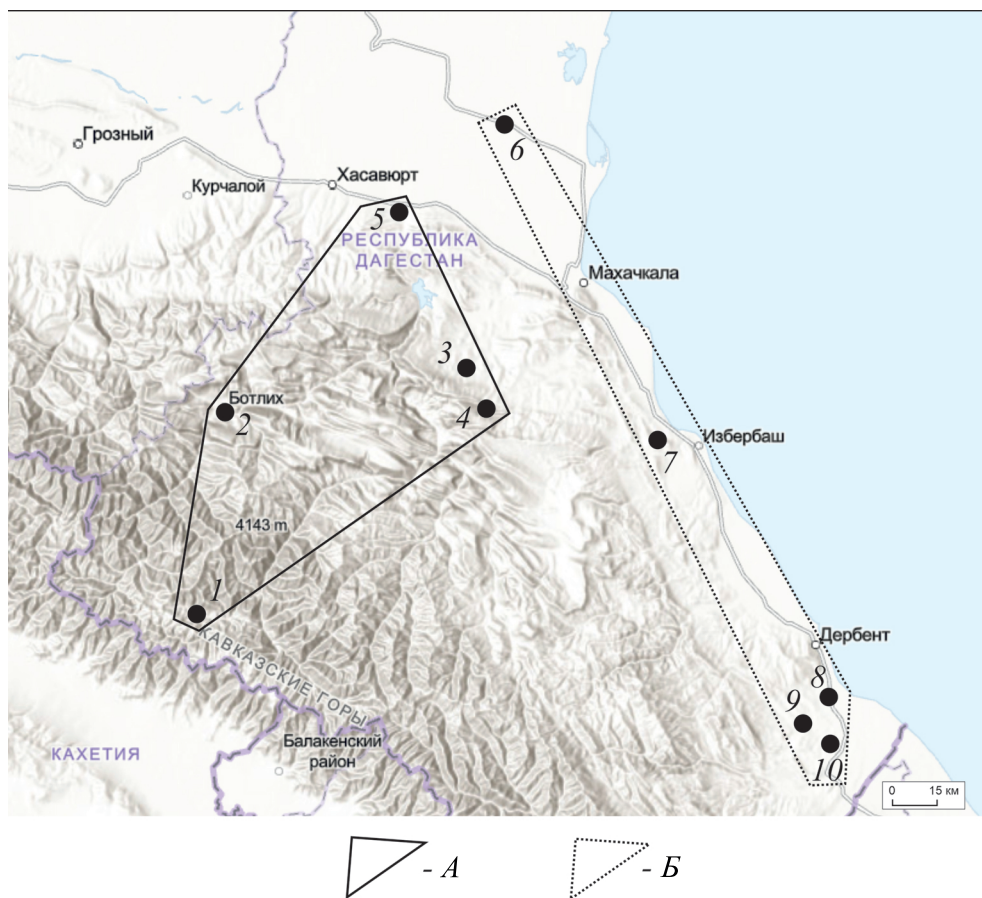 Грозный
Хасавюрт
Курчалой
6
5
РЕСПУБЛИКА
ДАГЕСТАН
Махачкала
3
Ботлих
2
4
Избербаш
7
4143 m
1
КАВКАЗСКИЕ ГОРЫ
Дербент
8
9
10
КАХЕТИЯ
Балакенский
район
0 15 км
- А
- Б